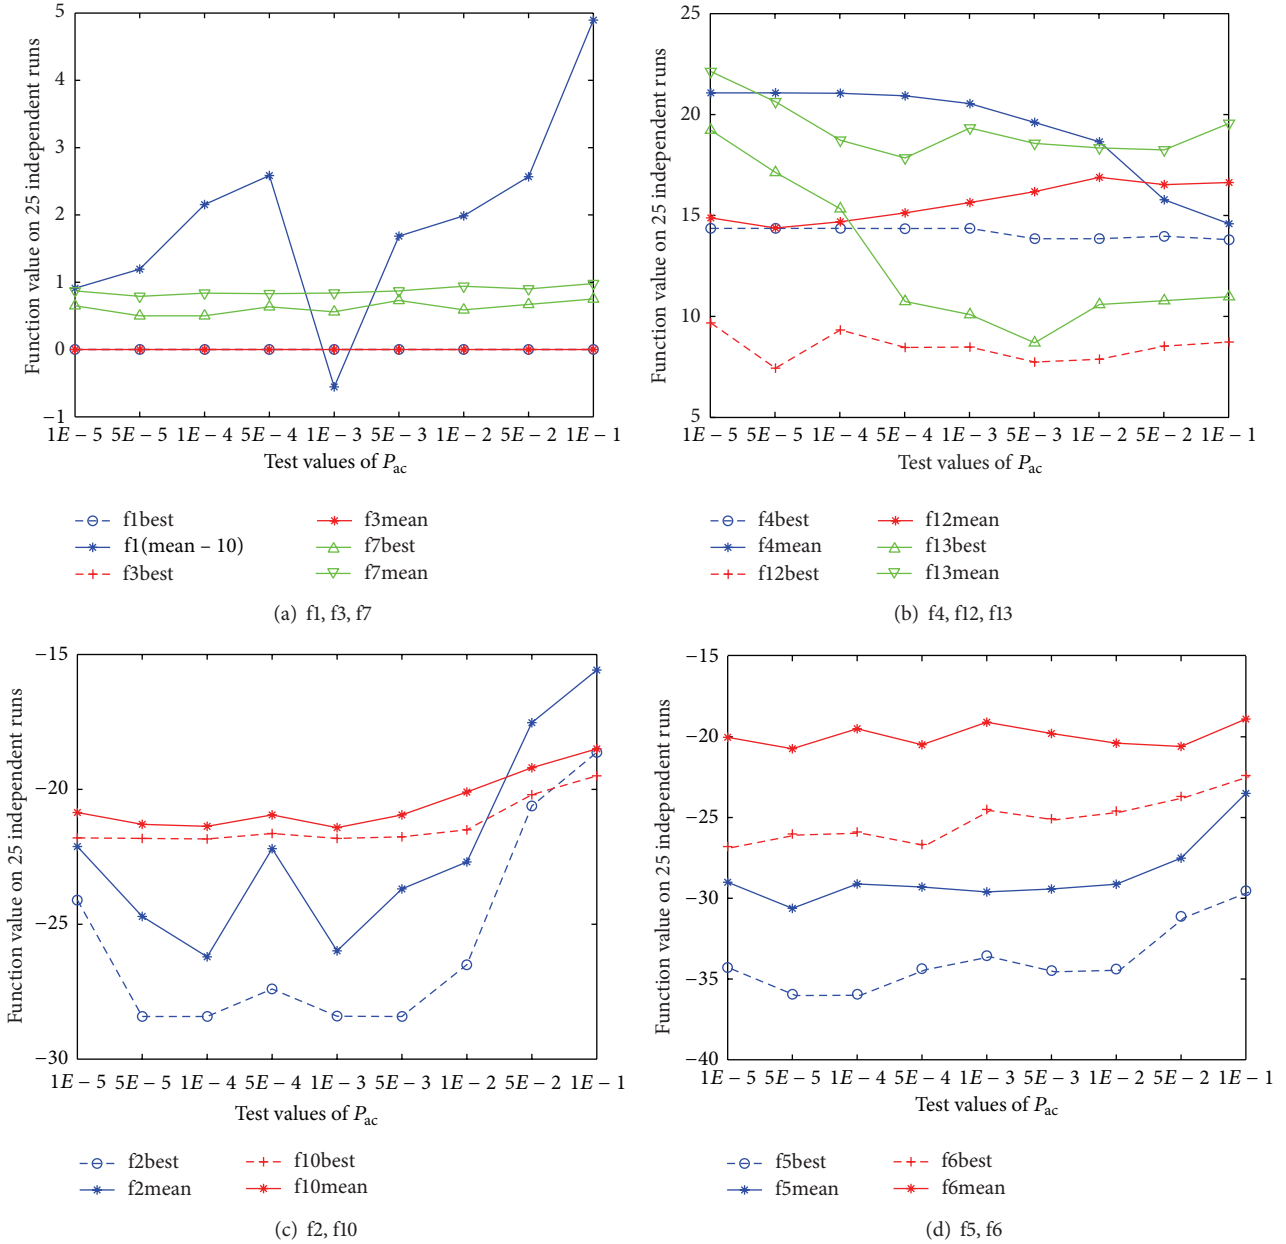 Function value on 25 independent runs
5
4
3
2
1
0
−1
1E − 5 5E − 5 1E − 4 5E − 4 1E − 3 5E − 3 1E − 2 5E − 2 1E − 1
Test values of Pac
f1best
f1(mean − 10)
f3best
f3mean
f7best
f7mean
(a) f1, f3, f7
Function value on 25 independent runs
25
20
15
10
5
1E − 5 5E − 5 1E − 4 5E − 4 1E − 3 5E − 3 1E − 2 5E − 2 1E − 1
Test values of Pac
f4best
f4mean
f12best
f12mean
f13best
f13mean
(b) f4, f12, f13
Function value on 25 independent runs
−15
−20
−25
−30
1E − 5 5E − 5 1E − 4 5E − 4 1E − 3 5E − 3 1E − 2 5E − 2 1E − 1
Test values of Pac
f2best
f2mean
f10best
f10mean
(c) f2, f10
Function value on 25 independent runs
−15
−20
−25
−30
−35
−40
1E − 5 5E − 5 1E − 4 5E − 4 1E − 3 5E − 3 1E − 2 5E − 2 1E − 1
Test values of Pac
f5best
f5mean
f6best
f6mean
(d) f5, f6